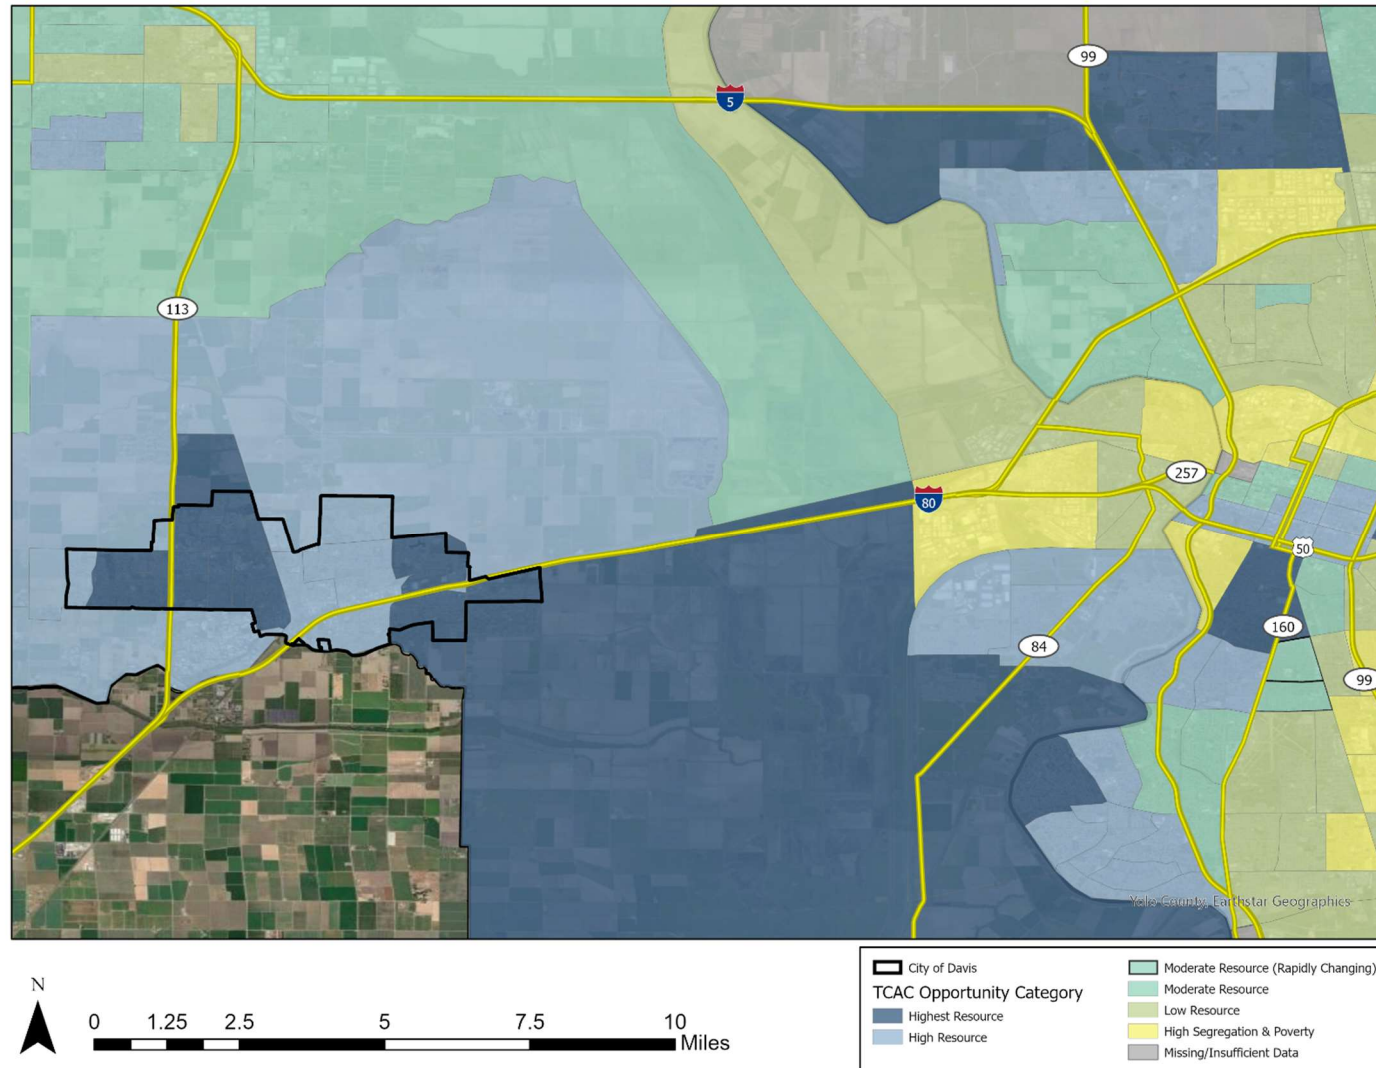 99
5
113
257
80
50
160
84
99
Yolo County, Earthstar Geographics
N
0 1.25 2.5 5 7.5 10
Miles
City of Davis
TCAC Opportunity Category
Highest Resource
High Resource
Moderate Resource (Rapidly Changing)
Moderate Resource
Low Resource
High Segregation & Poverty
Missing/Insufficient Data